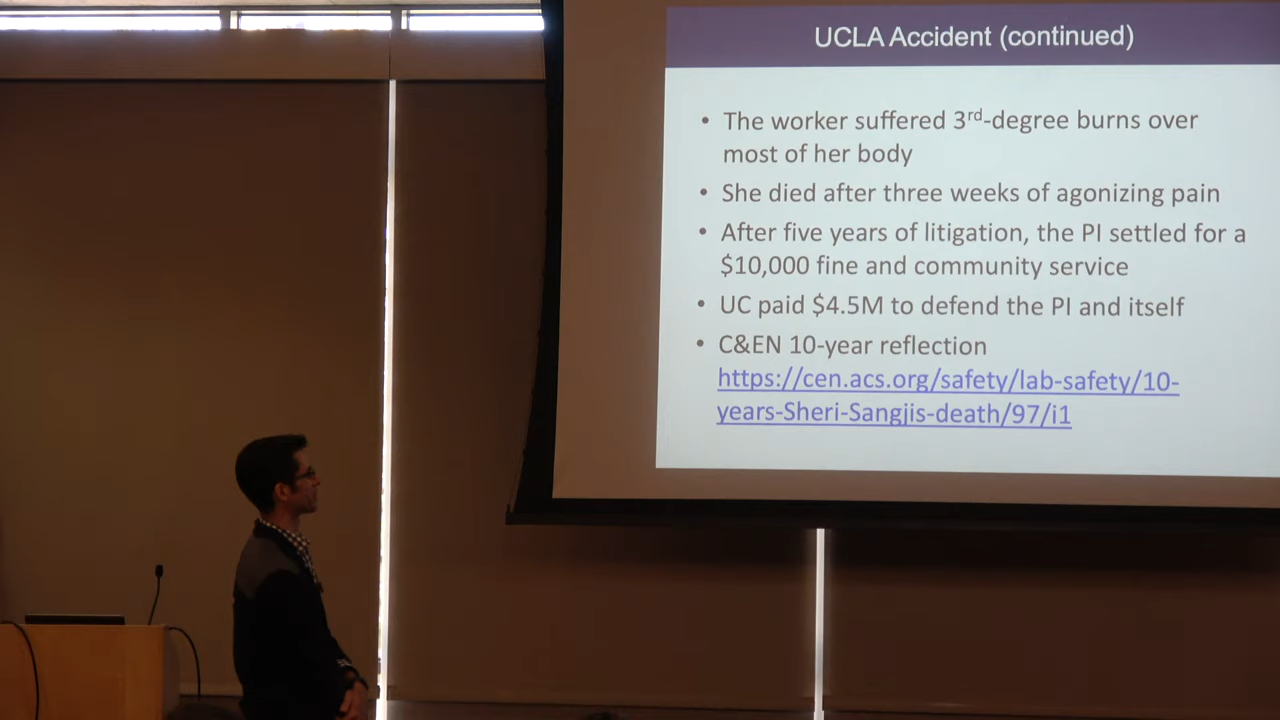 UCLA Accident (continued)
• The worker suffered 3rd-degree burns over
most of her body
• She died after three weeks of agonizing pain
• After five years of litigation, the PI settled for a
$10,000 fine and community service
• UC paid $4.5M to defend the PI and itself
• C&EN 10-year reflection
https://cen.acs.org/safety/lab-safety/10-
years-Sheri-Sangjis-death/97/i1